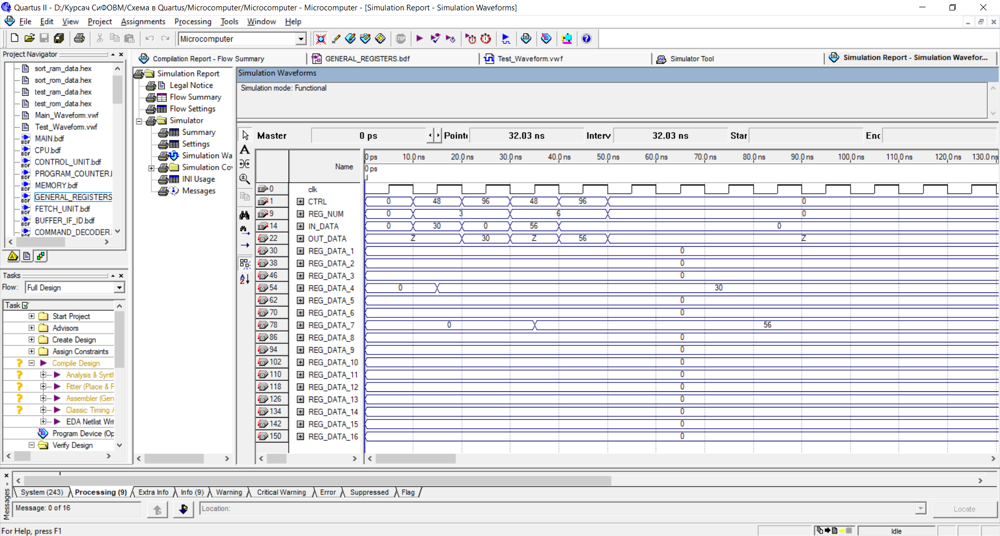 Quartus II - D:/Курсач СиФОВМ/Схема в Quartus/Microcomputer/Microcomputer - Microcomputer - [Simulation Report - Simulation Waveforms]
File Edit View Project Assignments Processing Tools Window Help
Microcomputer
Project Navigator
sort_ram_data.hex
sort_rom_data.hex
test_ram_data.hex
test_rom_data.hex
Main_Waveform.vwf
Test_Waveform.vwf
MAIN.bdf
CPU.bdf
CONTROL_UNIT.bdf
PROGRAM_COUNTER.
MEMORY.bdf
GENERAL_REGISTERS
FETCH_UNIT.bdf
BUFFER_IF_ID.bdf
COMMAND_DECODER.
Tasks
Flow: Full Design
Task
Start Project
Advisors
Create Design
Assign Constraints
Compile Design
Analysis & Synth
Fitter (Place & F
Assembler (Gen
Classic Timing A
EDA Netlist Wri
Program Device (Op
Verify Design
Compilation Report - Flow Summary
GENERAL_REGISTERS.bdf
Test_Waveform.vwf
Simulator Tool
Simulation Report - Simulation Wavefor...
Simulation Report
Legal Notice
Flow Summary
Flow Settings
Simulator
Summary
Settings
Simulation Wa
Simulation Co
INI Usage
Messages
Simulation Waveforms
Simulation mode: Functional
Master 0 ps Point 32.03 ns Interv 32.03 ns Star En
Name
0 ps 10.0 ns 20.0 ns 30.0 ns 40.0 ns 50.0 ns 60.0 ns 70.0 ns 80.0 ns 90.0 ns 100.0 ns 110.0 ns 120.0 ns 130.0 ns
0 ps
0 clk
1 CTRL 0 48 96 48 96 0
9 REG_NUM 0 3 6 0
14 IN_DATA 0 30 0 56 0
22 OUT_DATA Z 30 Z 56 Z
30 REG_DATA_1 0
38 REG_DATA_2 0
46 REG_DATA_3 0
54 REG_DATA_4 0 30
62 REG_DATA_5 0
70 REG_DATA_6 0
78 REG_DATA_7 0 56
86 REG_DATA_8 0
94 REG_DATA_9 0
102 REG_DATA_10 0
110 REG_DATA_11 0
118 REG_DATA_12 0
126 REG_DATA_13 0
134 REG_DATA_14 0
142 REG_DATA_15 0
150 REG_DATA_16 0
Messages
System (243) Processing (9) Extra Info Info (9) Warning Critical Warning Error Suppressed Flag
Message: 0 of 16
Location:
Locate
For Help, press F1
Idle